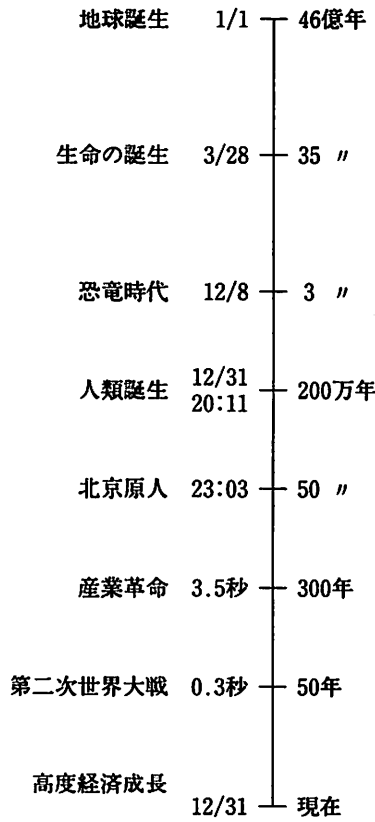 地球誕生 1/1 46億年
生命の誕生 3/28 35 〃
恐竜時代 12/8 3 〃
人類誕生 12/31 20:11 200万年
北京原人 23:03 50 〃
産業革命 3.5秒 300年
第二次世界大戦 0.3秒 50年
高度経済成長
12/31 現在